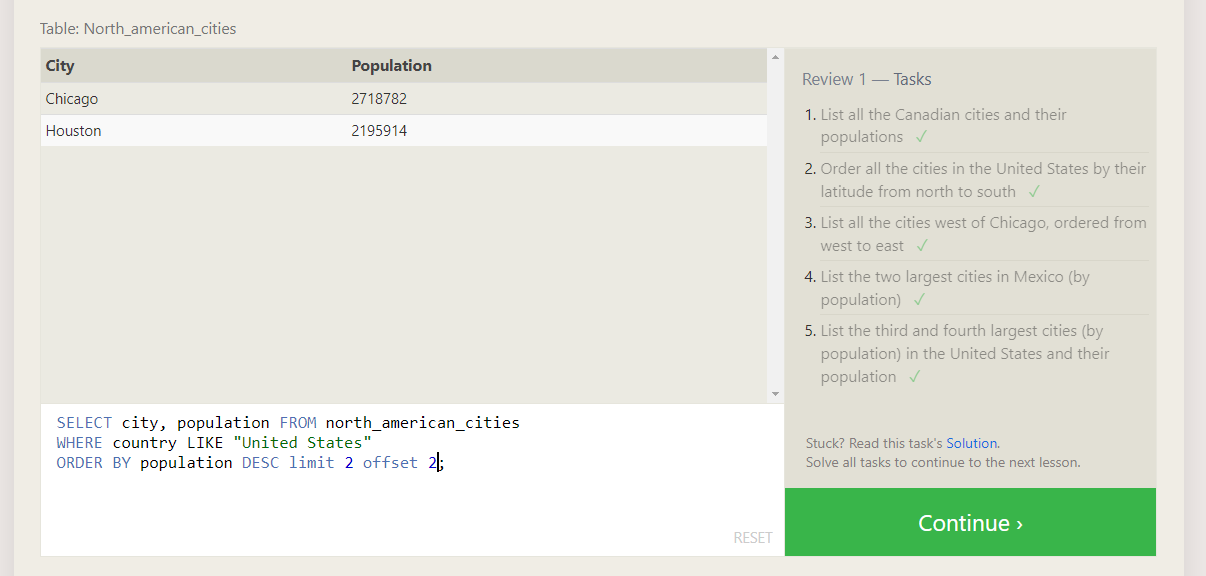 Table: North_american_cities
City Population
Chicago 2718782
Houston 2195914
SELECT city, population FROM north_american_cities
WHERE country LIKE "United States"
ORDER BY population DESC limit 2 offset 2;
RESET
Review 1 — Tasks
1. List all the Canadian cities and their
populations ✓
2. Order all the cities in the United States by their
latitude from north to south ✓
3. List all the cities west of Chicago, ordered from
west to east ✓
4. List the two largest cities in Mexico (by
population) ✓
5. List the third and fourth largest cities (by
population) in the United States and their
population ✓
Stuck? Read this task's Solution.
Solve all tasks to continue to the next lesson.
Continue ›